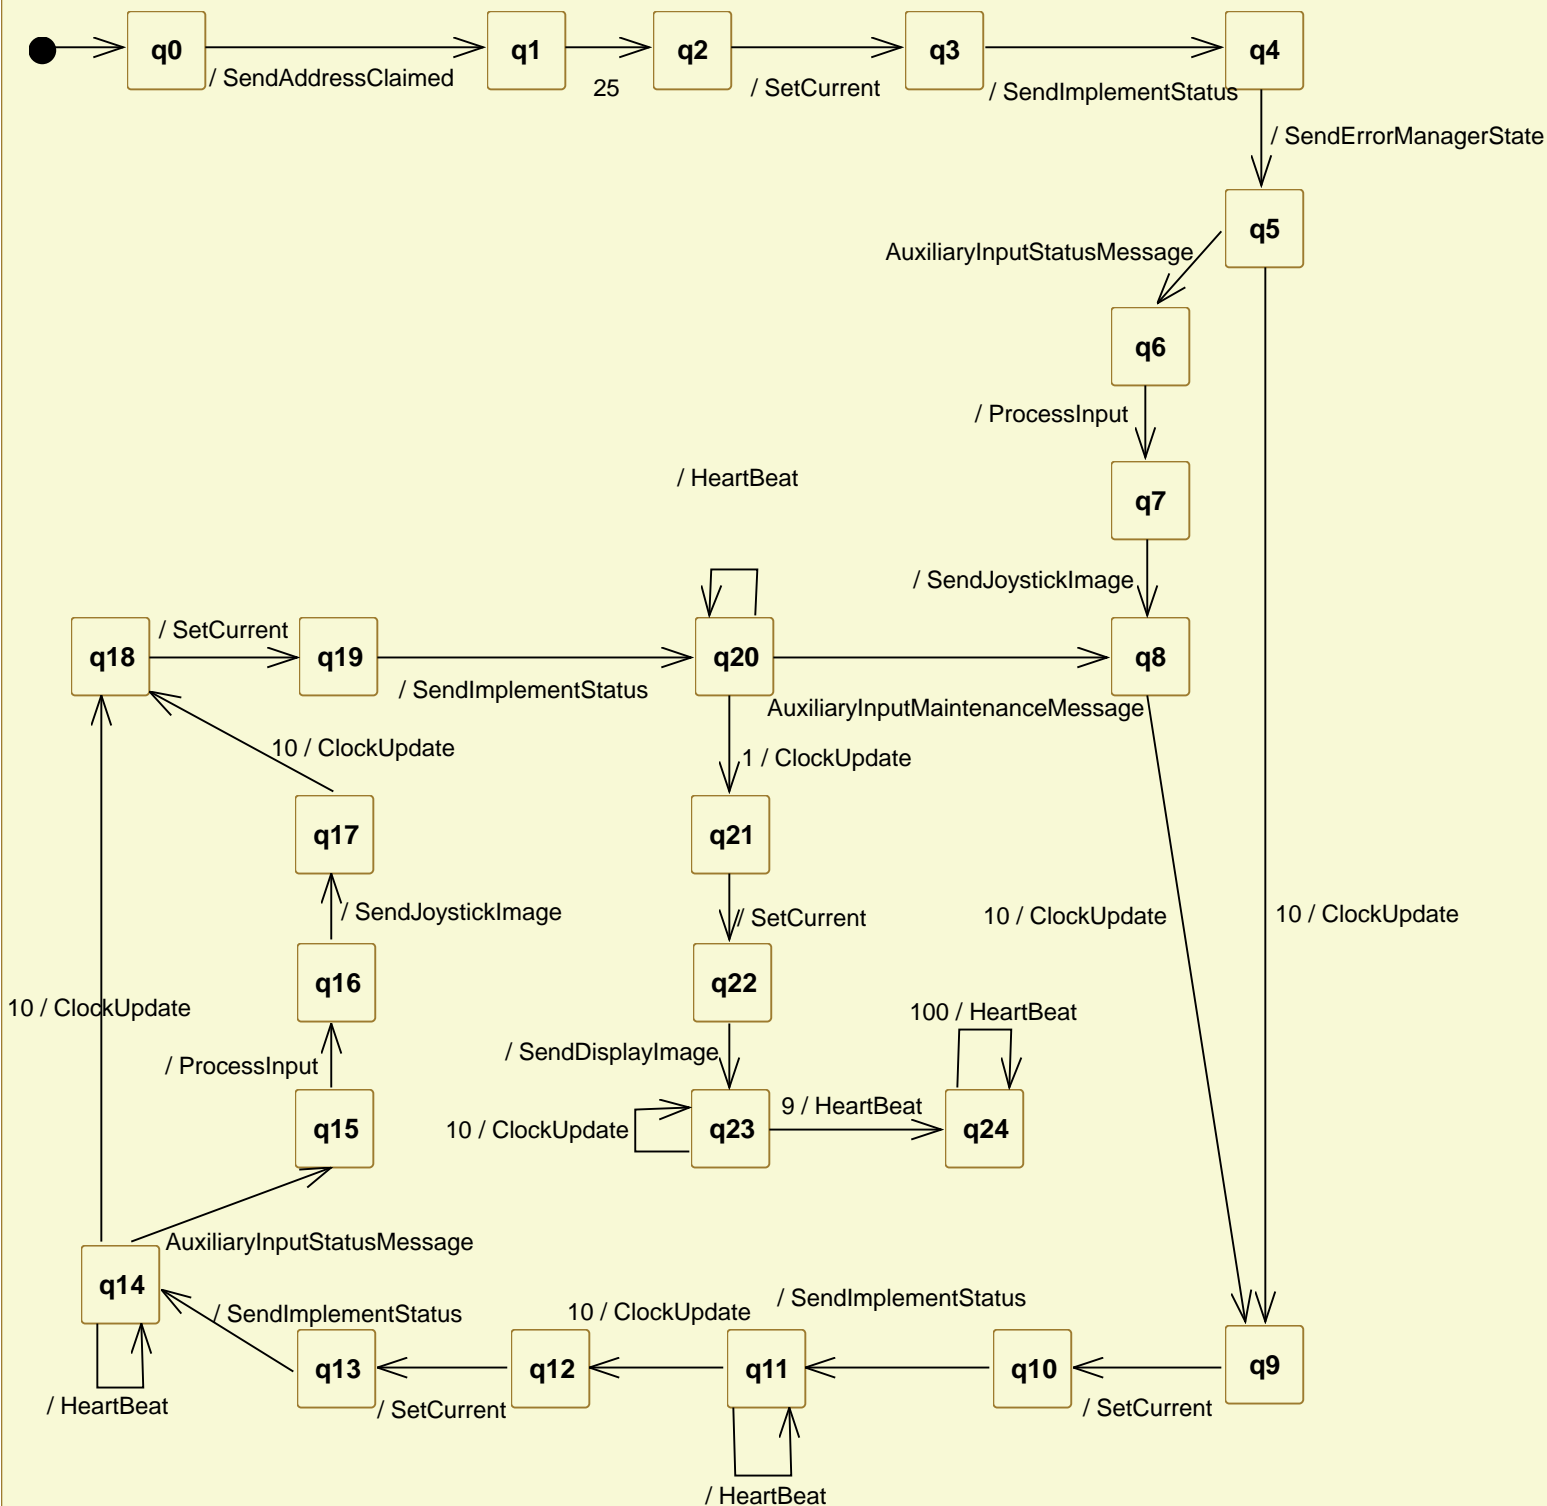 q0
q1
q2
q3
q4
/ SendAddressClaimed
25
/ SetCurrent
/ SendImplementStatus
/ SendErrorManagerState
q5
AuxiliaryInputStatusMessage
q6
/ ProcessInput
/ HeartBeat
q7
/ SendJoystickImage
/ SetCurrent
q18
q19
q20
q8
/ SendImplementStatus
AuxiliaryInputMaintenanceMessage
10 / ClockUpdate
1 / ClockUpdate
q17
q21
/ SendJoystickImage
/ SetCurrent
10 / ClockUpdate
10 / ClockUpdate
q16
q22
10 / ClockUpdate
100 / HeartBeat
/ ProcessInput
/ SendDisplayImage
9 / HeartBeat
q15
10 / ClockUpdate
q23
q24
AuxiliaryInputStatusMessage
q14
/ SendImplementStatus
10 / ClockUpdate
/ SendImplementStatus
q13
q12
q11
q10
q9
/ HeartBeat
/ SetCurrent
/ SetCurrent
/ HeartBeat